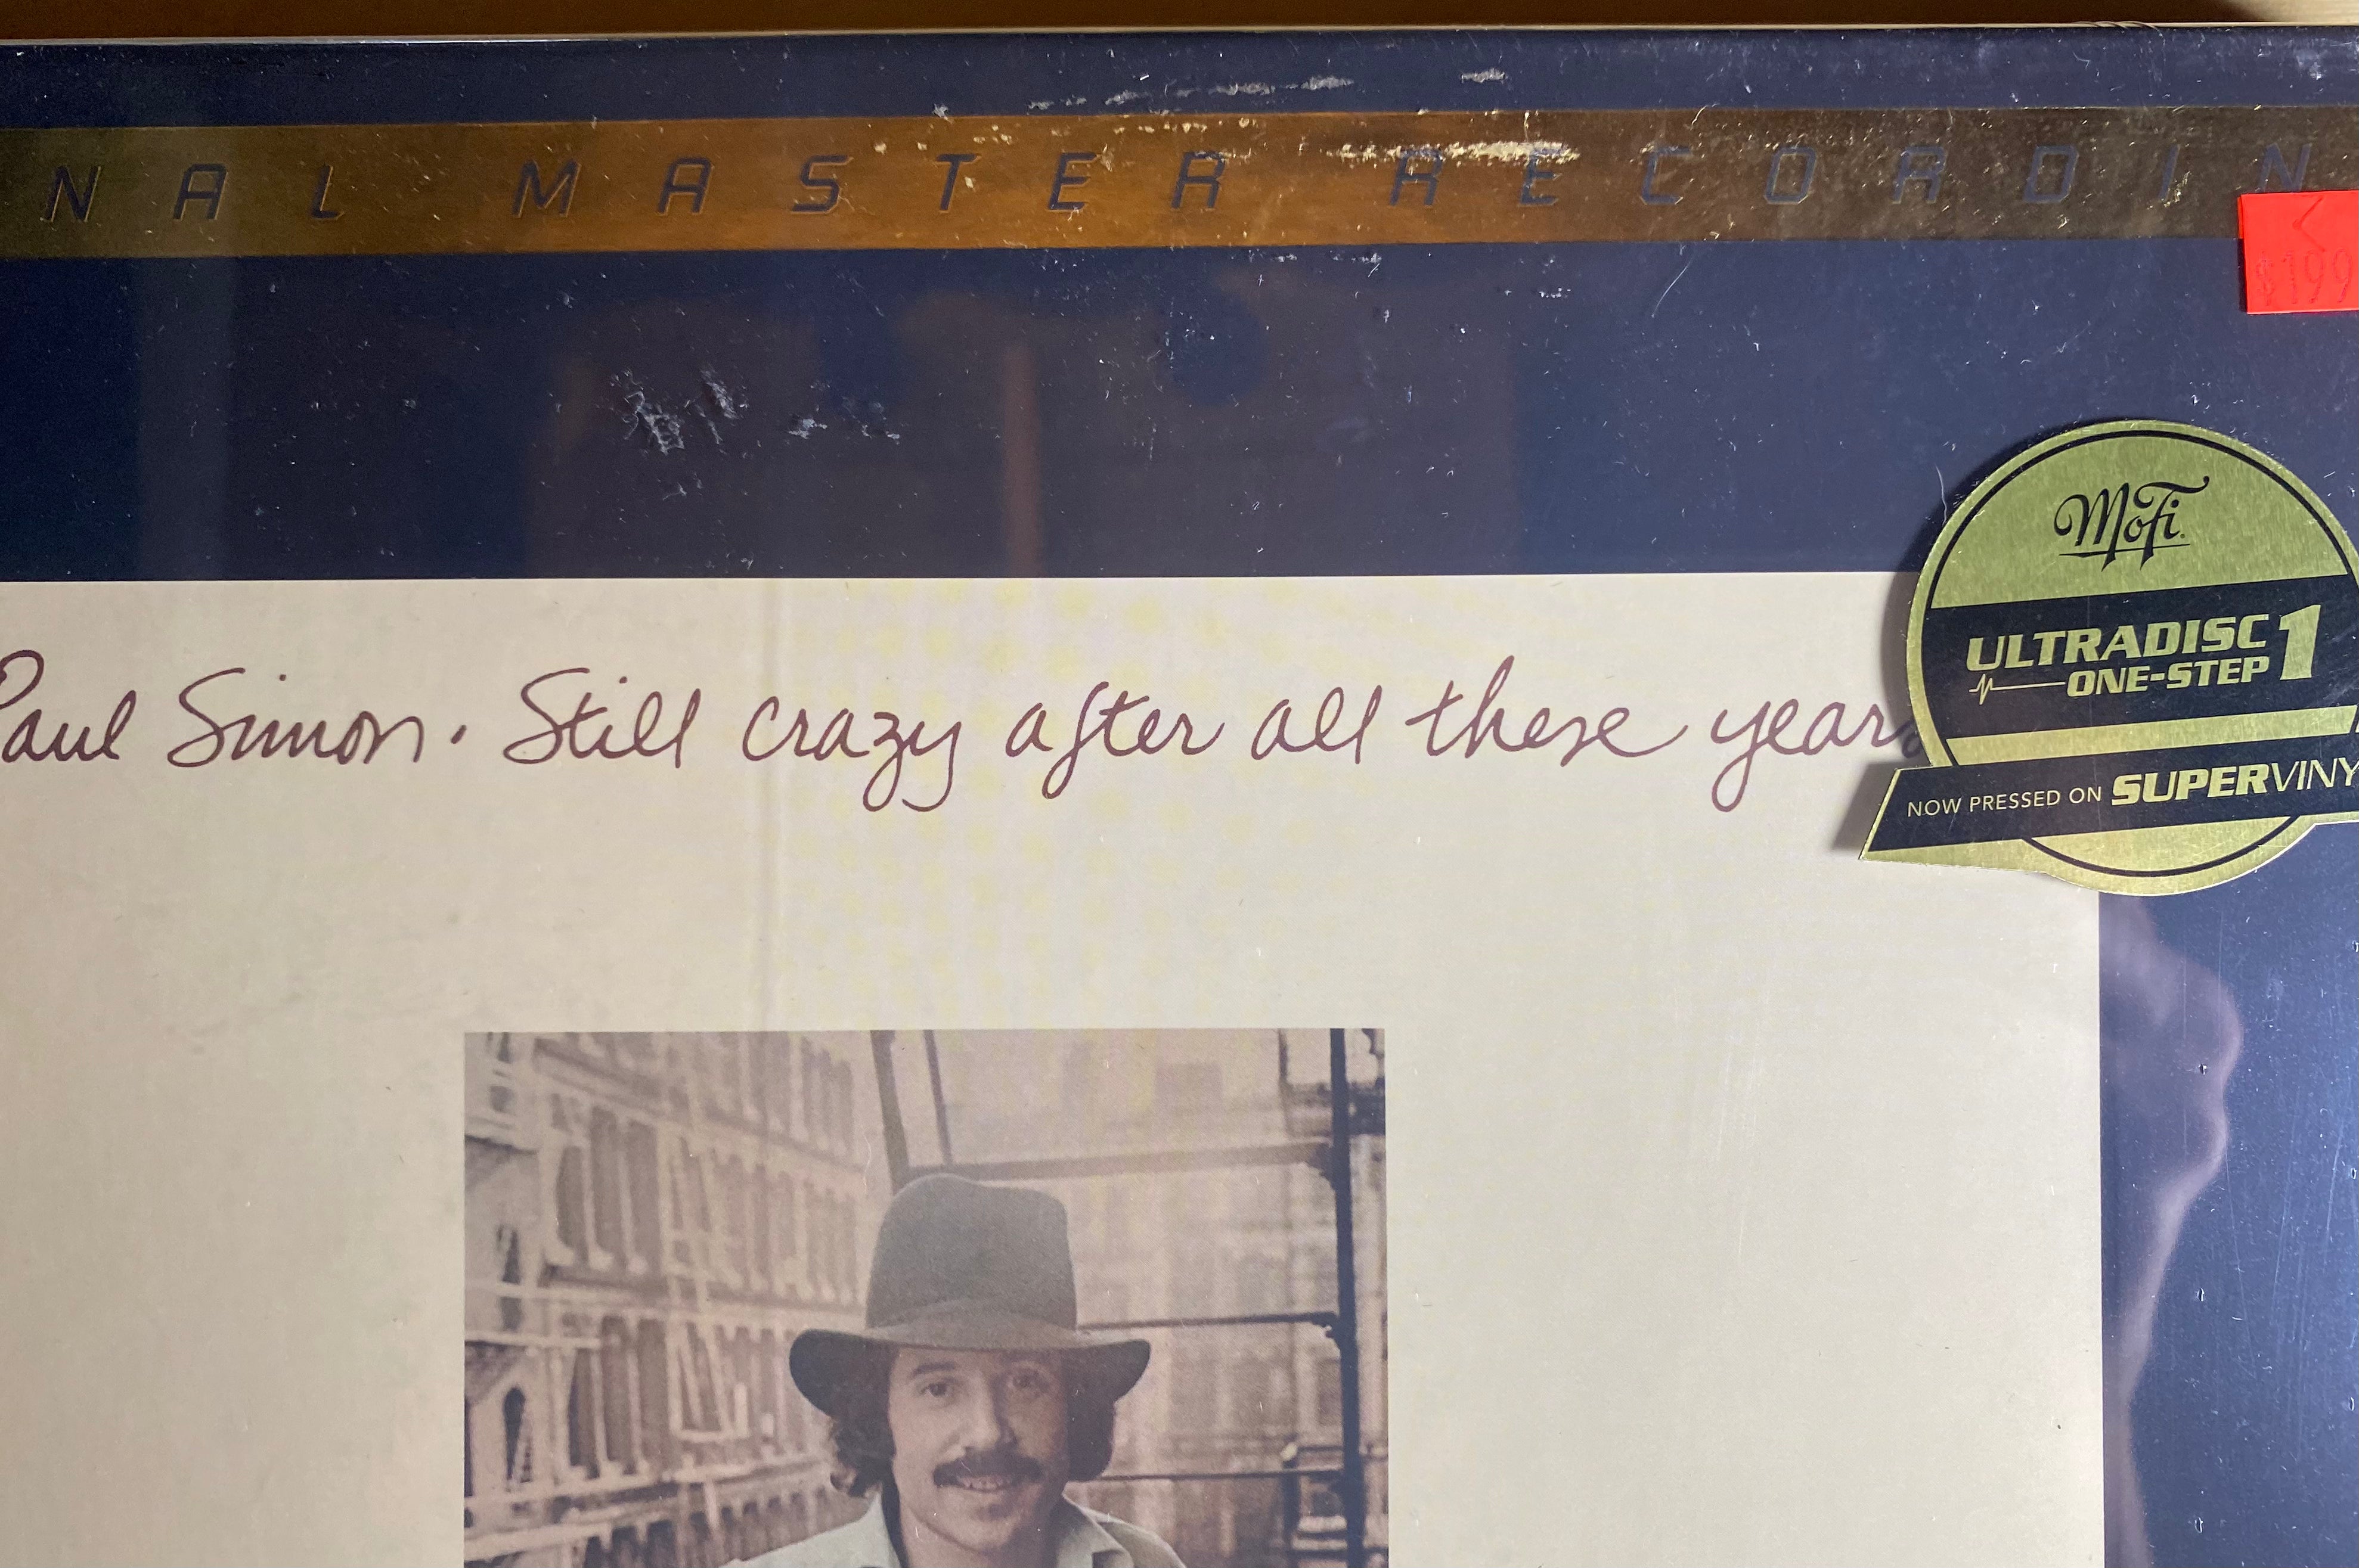 NAL MASTER RECORDIN
$199
MoFi
ULTRADISC 1
ONE-STEP
Paul Simon · Still crazy after all these years
NOW PRESSED ON SUPERVINY